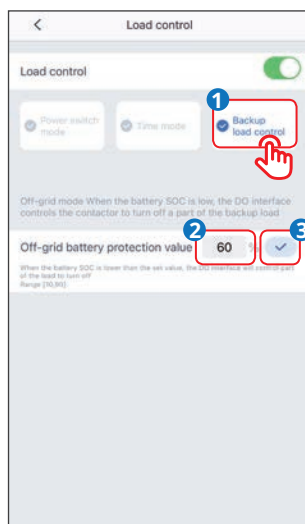 Load control
Load control
1
Power switch
mode
Time mode
Backup
load control
Off-grid mode When the battery SOC is low, the DO interface
controls the contactor to turn off a part of the backup load
2
3
Off-grid battery protection value 60 %
When the battery SOC is lower than the set value, the DO interface will control part
of the load to turn off
Range [10,90].